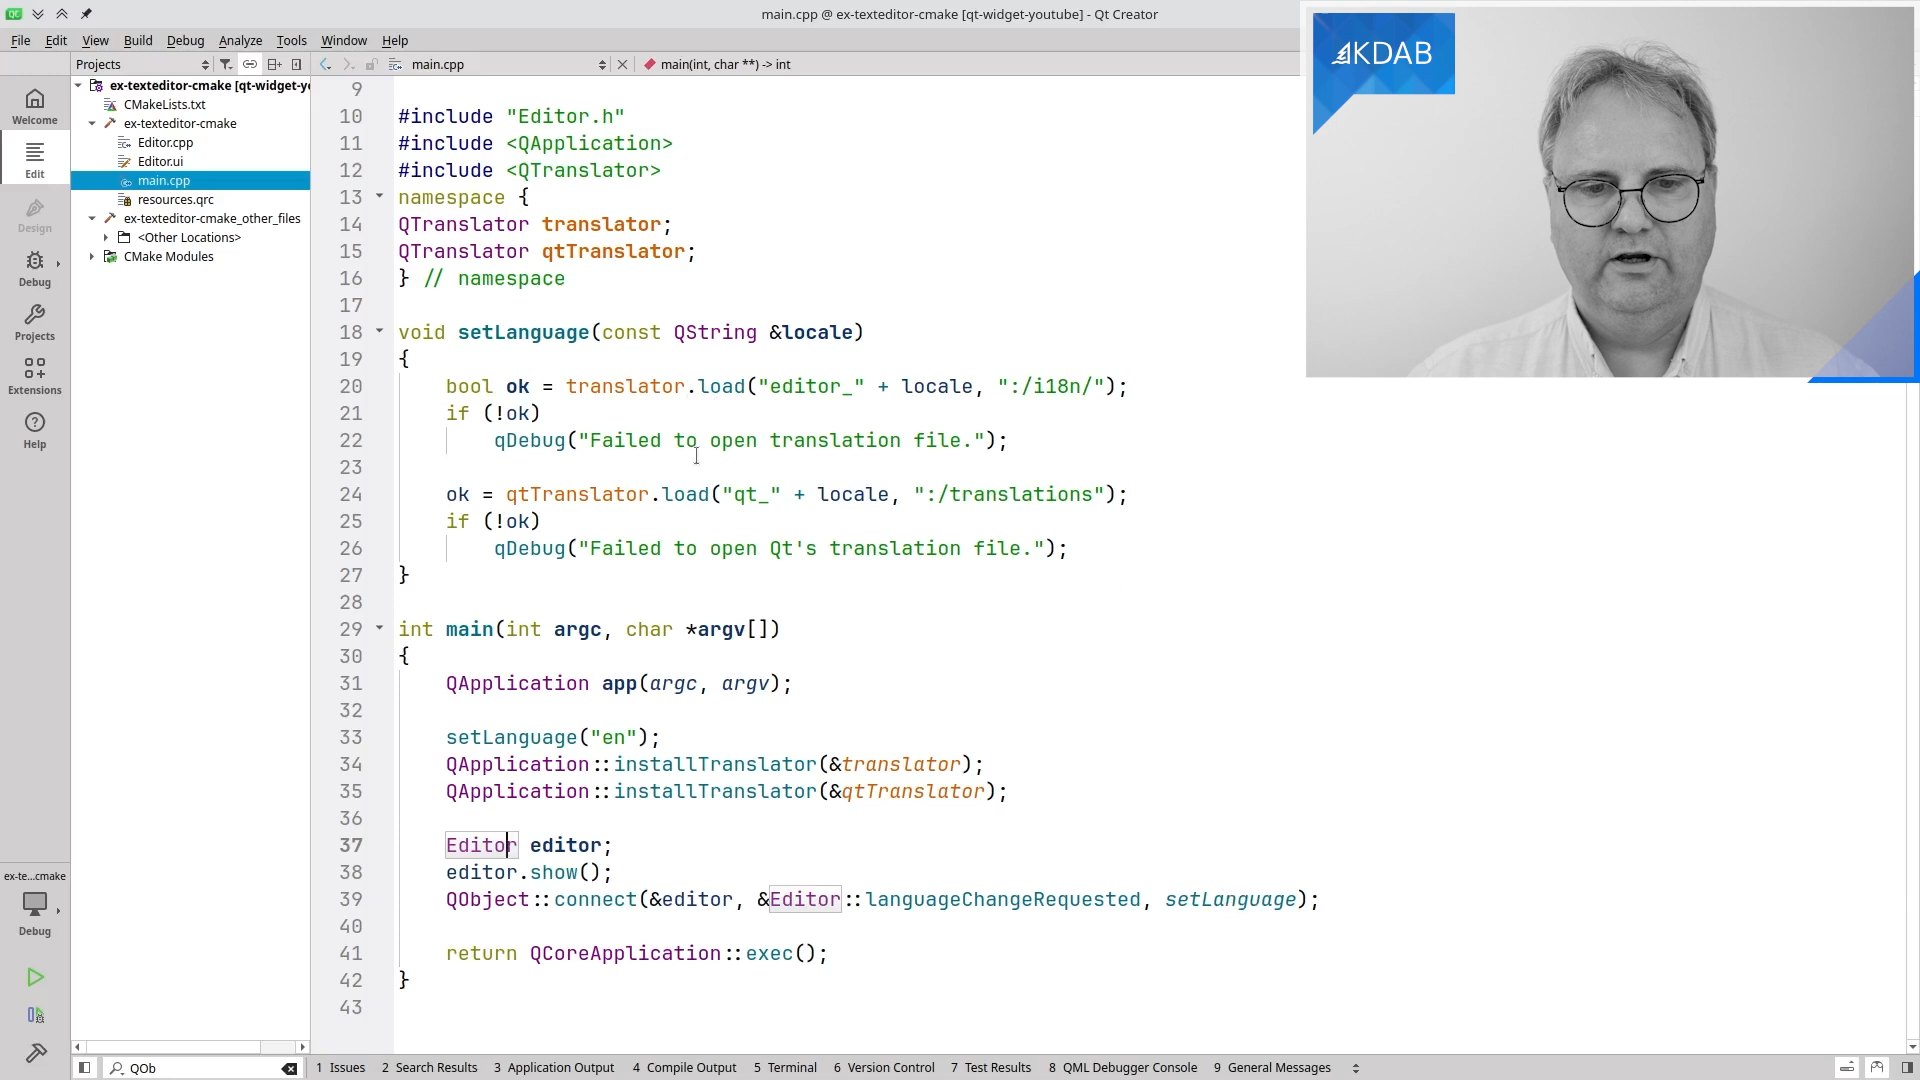 main.cpp @ ex-texteditor-cmake [qt-widget-youtube] - Qt Creator
File Edit View Build Debug Analyze Tools Window Help
Projects
main.cpp
main(int, char **) -> int
KDAB
Welcome
Edit
Design
Debug
Projects
Extensions
Help
ex-te...cmake
Debug
ex-texteditor-cmake [qt-widget-y
CMakeLists.txt
ex-texteditor-cmake
Editor.cpp
Editor.ui
main.cpp
resources.qrc
ex-texteditor-cmake_other_files
<Other Locations>
CMake Modules
9
10 #include "Editor.h"
11 #include <QApplication>
12 #include <QTranslator>
13 namespace {
14 QTranslator translator;
15 QTranslator qtTranslator;
16 } // namespace
17
18 void setLanguage(const QString &locale)
19 {
20 bool ok = translator.load("editor_" + locale, ":/i18n/");
21 if (!ok)
22 qDebug("Failed to open translation file.");
23
24 ok = qtTranslator.load("qt_" + locale, ":/translations");
25 if (!ok)
26 qDebug("Failed to open Qt's translation file.");
27 }
28
29 int main(int argc, char *argv[])
30 {
31 QApplication app(argc, argv);
32
33 setLanguage("en");
34 QApplication::installTranslator(&translator);
35 QApplication::installTranslator(&qtTranslator);
36
37 Editor editor;
38 editor.show();
39 QObject::connect(&editor, &Editor::languageChangeRequested, setLanguage);
40
41 return QCoreApplication::exec();
42 }
43
QOb
1 Issues 2 Search Results 3 Application Output 4 Compile Output 5 Terminal 6 Version Control 7 Test Results 8 QML Debugger Console 9 General Messages